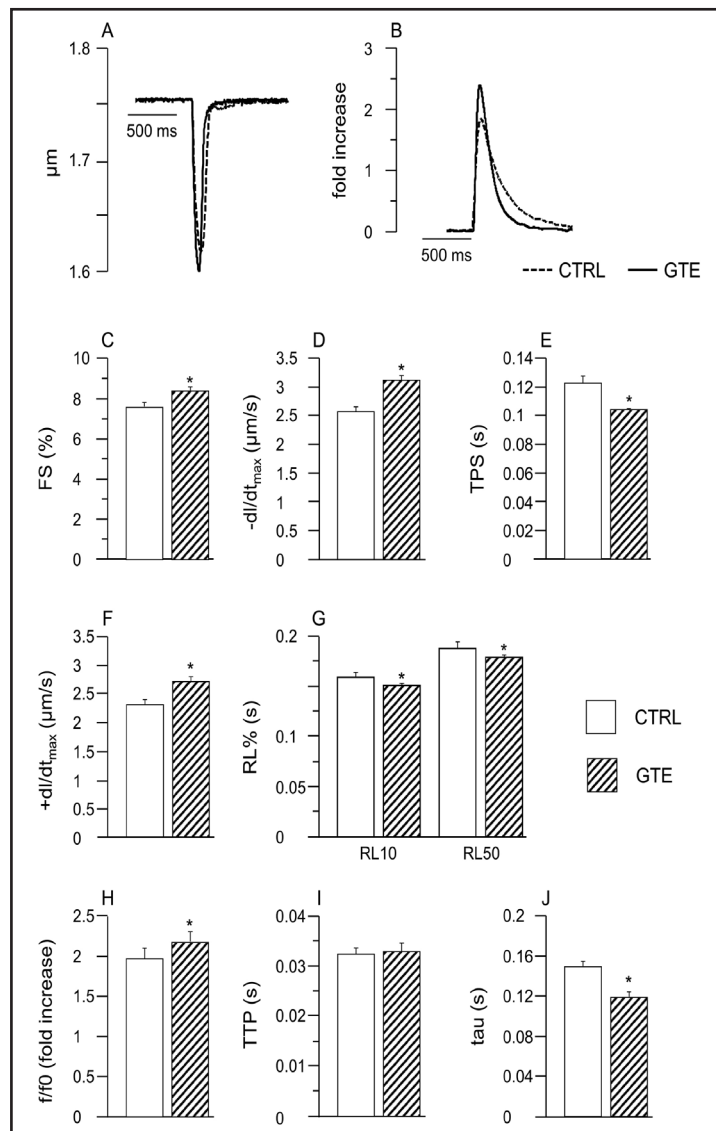 A
1.8
1.7
1.6
µm
500 ms
B
3
2
1
0
fold increase
500 ms
CTRL
GTE
C
10
8
6
4
2
0
FS (%)
*
D
3.5
3
2.5
2
1.5
1
0.5
0
-dl/dtmax (µm/s)
*
E
0.14
0.12
0.1
0.08
0.06
0.04
0.02
0
TPS (s)
*
F
3.5
3
2.5
2
1.5
1
0.5
0
+dl/dtmax (µm/s)
*
G
0.2
0.15
0.1
0.05
0
RL% (s)
*
*
RL10
RL50
CTRL
GTE
H
2.5
2
1.5
1
0.5
0
f/f0 (fold increase)
*
I
0.04
0.03
0.02
0.01
0
TTP (s)
J
0.2
0.16
0.12
0.08
0.04
0
tau (s)
*